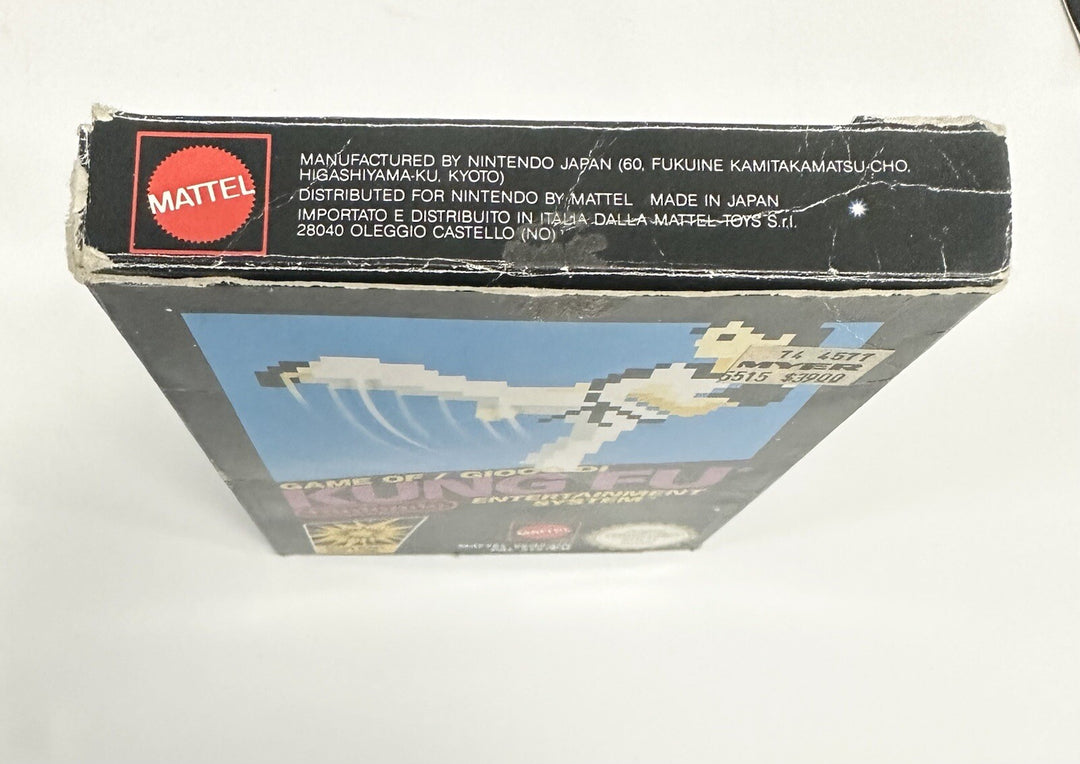 MATTEL
MANUFACTURED BY NINTENDO JAPAN (60, FUKUINE KAMITAKAMATSU-CHO,
HIGASHIYAMA-KU, KYOTO)
DISTRIBUTED FOR NINTENDO BY MATTEL MADE IN JAPAN
IMPORTATO E DISTRIBUITO IN ITALIA DALLA MATTEL TOYS S.r.l.
28040 OLEGGIO CASTELLO (NO)
74 4577
MYER
5515 $3900
GAME OF / GIOCO DI
KUNG FU
ENTERTAINMENT
SYSTEM
MATTEL